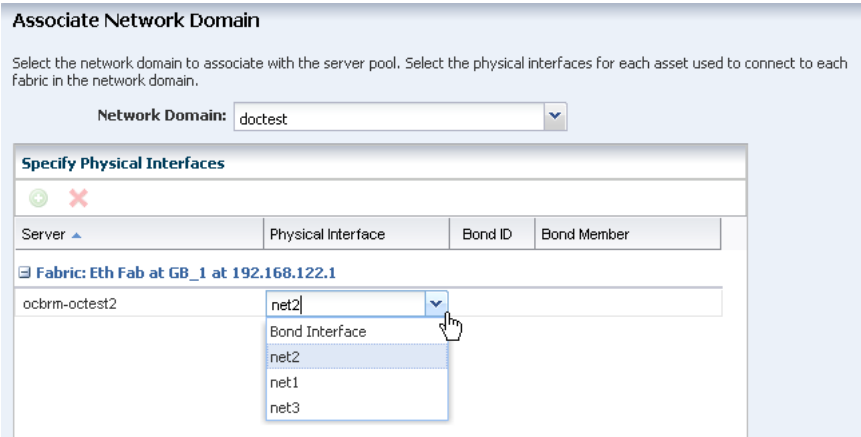 Associate Network Domain
Select the network domain to associate with the server pool. Select the physical interfaces for each asset used to connect to each
fabric in the network domain.
Network Domain: doctest
Specify Physical Interfaces
Server Physical Interface Bond ID Bond Member
Fabric: Eth Fab at GB_1 at 192.168.122.1
ocbrm-octest2 net2
Bond Interface
net2
net1
net3